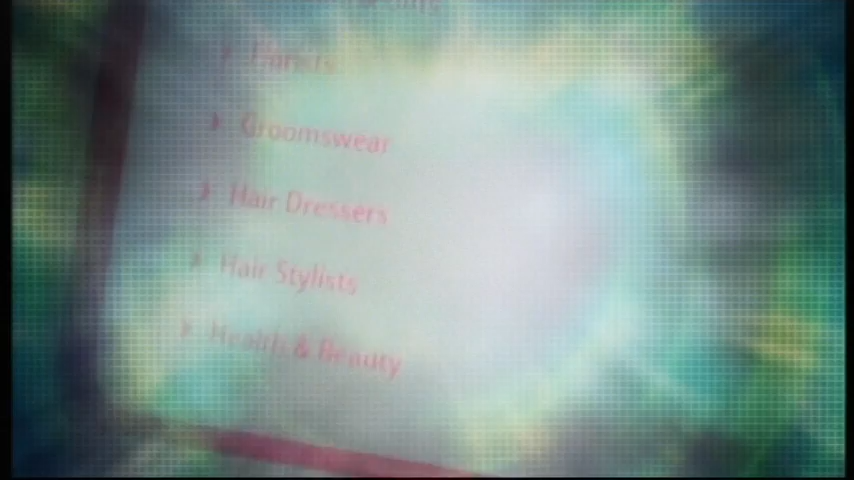 Florists
Groomswear
Hair Dressers
Hair Stylists
Health & Beauty